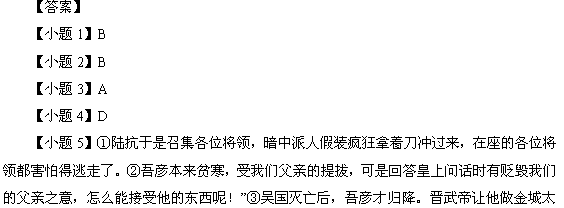 【答案】
【小题1】B
【小题2】B
【小题3】A
【小题4】D
【小题5】①陆抗于是召集各位将领，暗中派人假装疯狂拿着刀冲过来，在座的各位将
领都害怕得逃走了。②吾彦本来贫寒，受我们父亲的提拔，可是回答皇上问话时有贬毁我们
的父亲之意，怎么能接受他的东西呢！”③吴国灭亡后，吾彦才归降。晋武帝让他做金城太